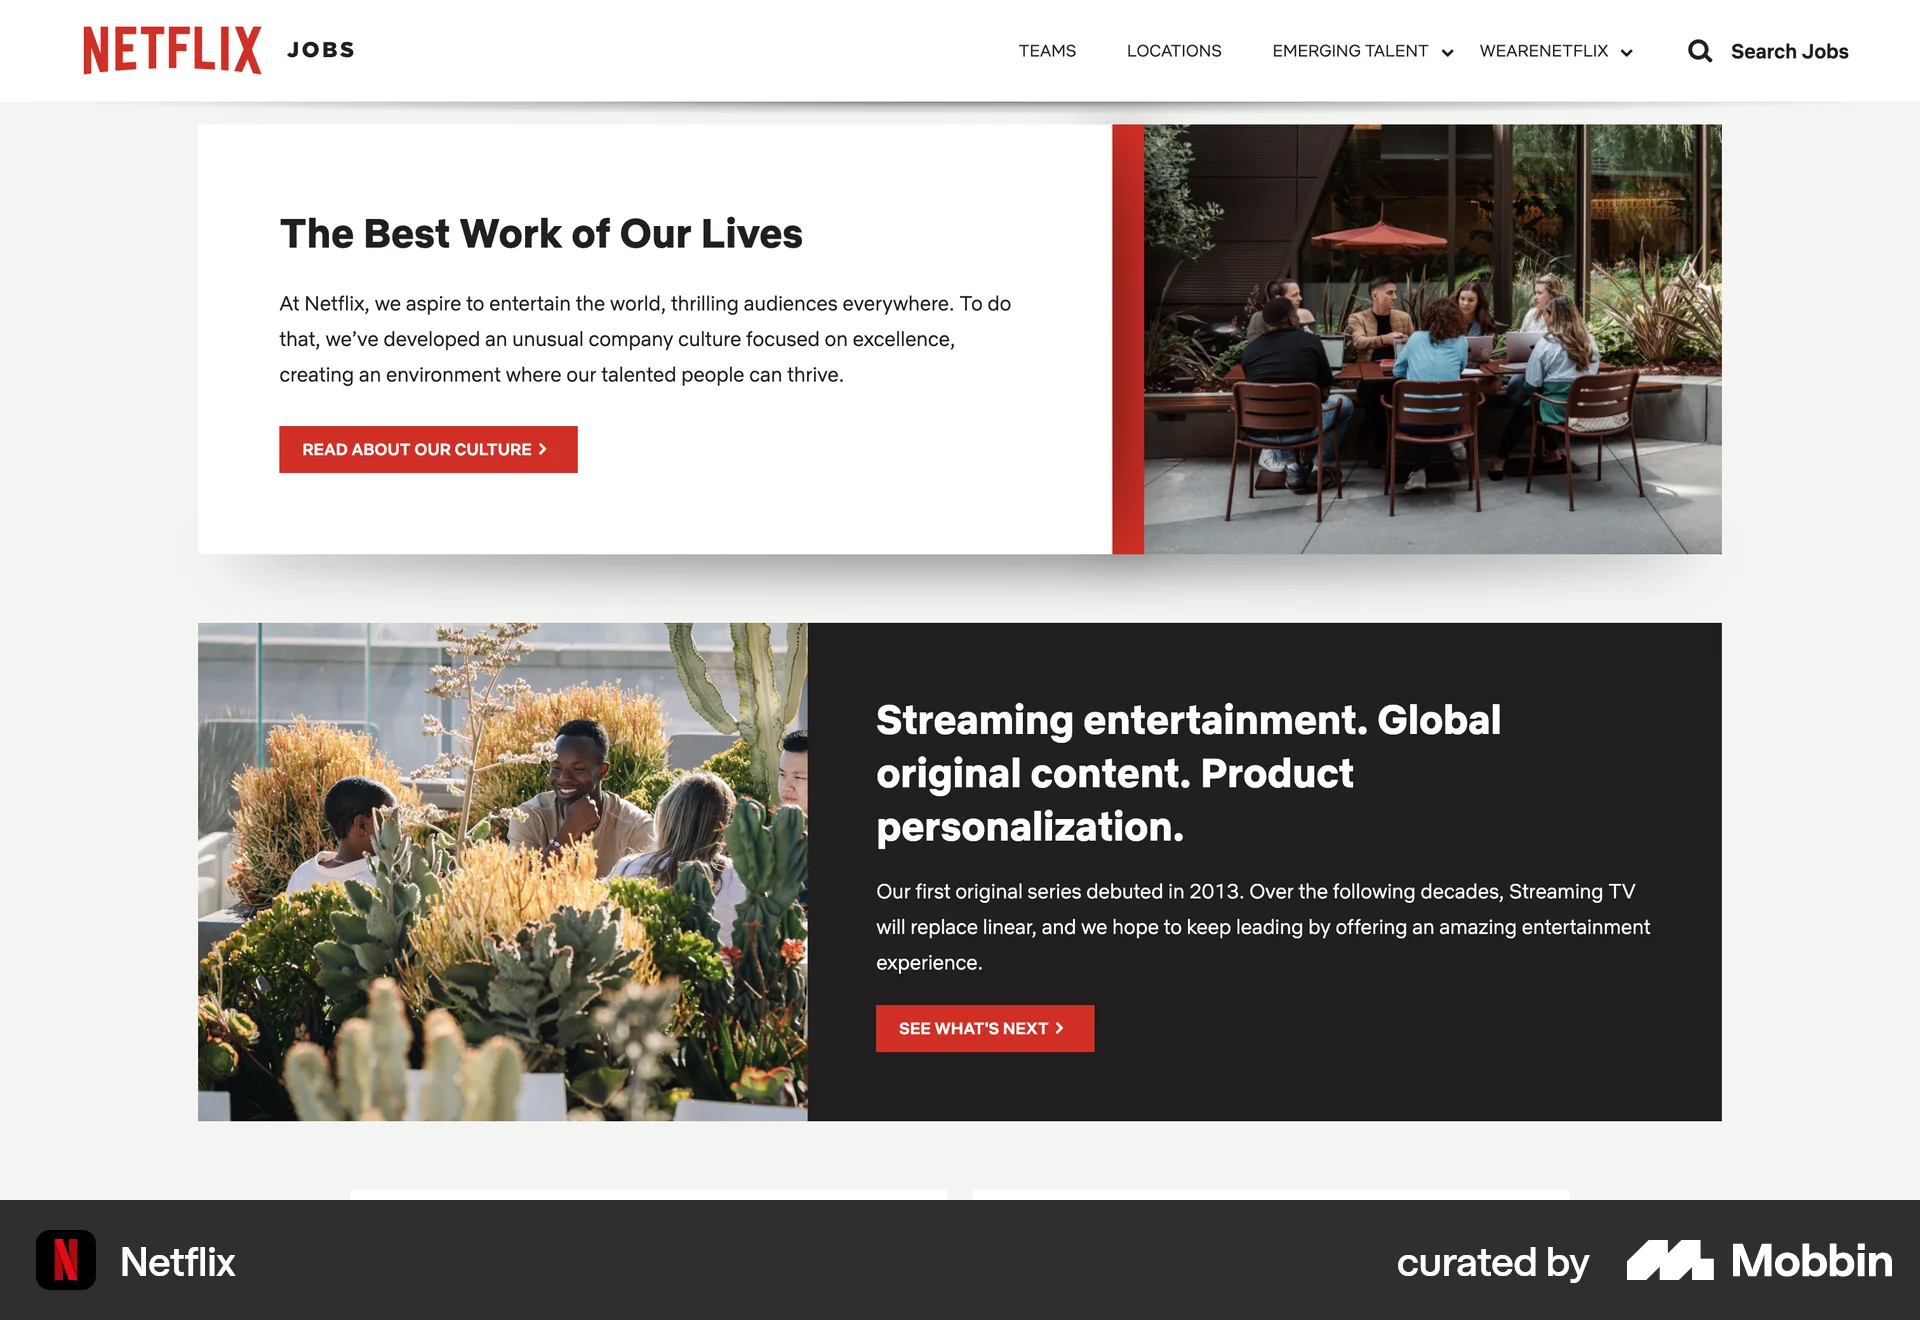 NETFLIX JOBS
TEAMS
LOCATIONS
EMERGING TALENT
WEARENETFLIX
Search Jobs
The Best Work of Our Lives
At Netflix, we aspire to entertain the world, thrilling audiences everywhere. To do
that, we’ve developed an unusual company culture focused on excellence,
creating an environment where our talented people can thrive.
READ ABOUT OUR CULTURE
Streaming entertainment. Global
original content. Product
personalization.
Our first original series debuted in 2013. Over the following decades, Streaming TV
will replace linear, and we hope to keep leading by offering an amazing entertainment
experience.
SEE WHAT'S NEXT
N Netflix
curated by Mobbin